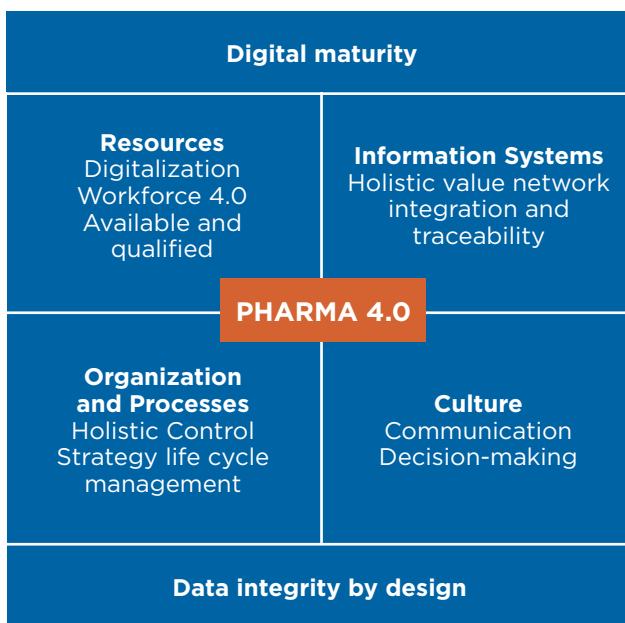 Digital maturity
Resources
Digitalization
Workforce 4.0
Available and
qualified
Information Systems
Holistic value network
integration and
traceability
PHARMA 4.0
Organization
and Processes
Holistic Control
Strategy life cycle
management
Culture
Communication
Decision-making
Data integrity by design